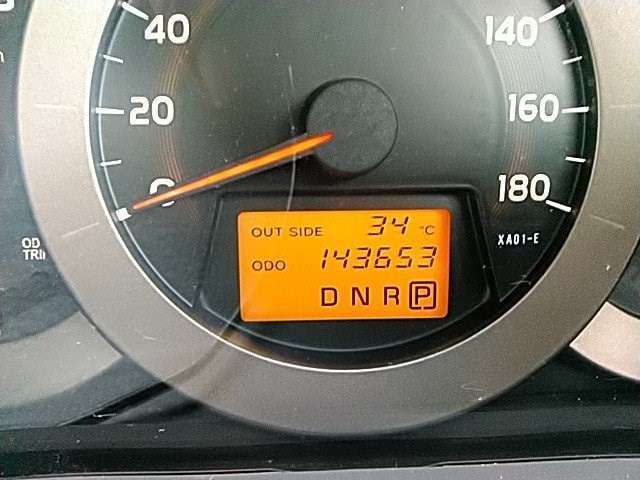 40
20
0
140
160
180
XA01-E
OUT SIDE 34 °C
ODO 143653
D N R P